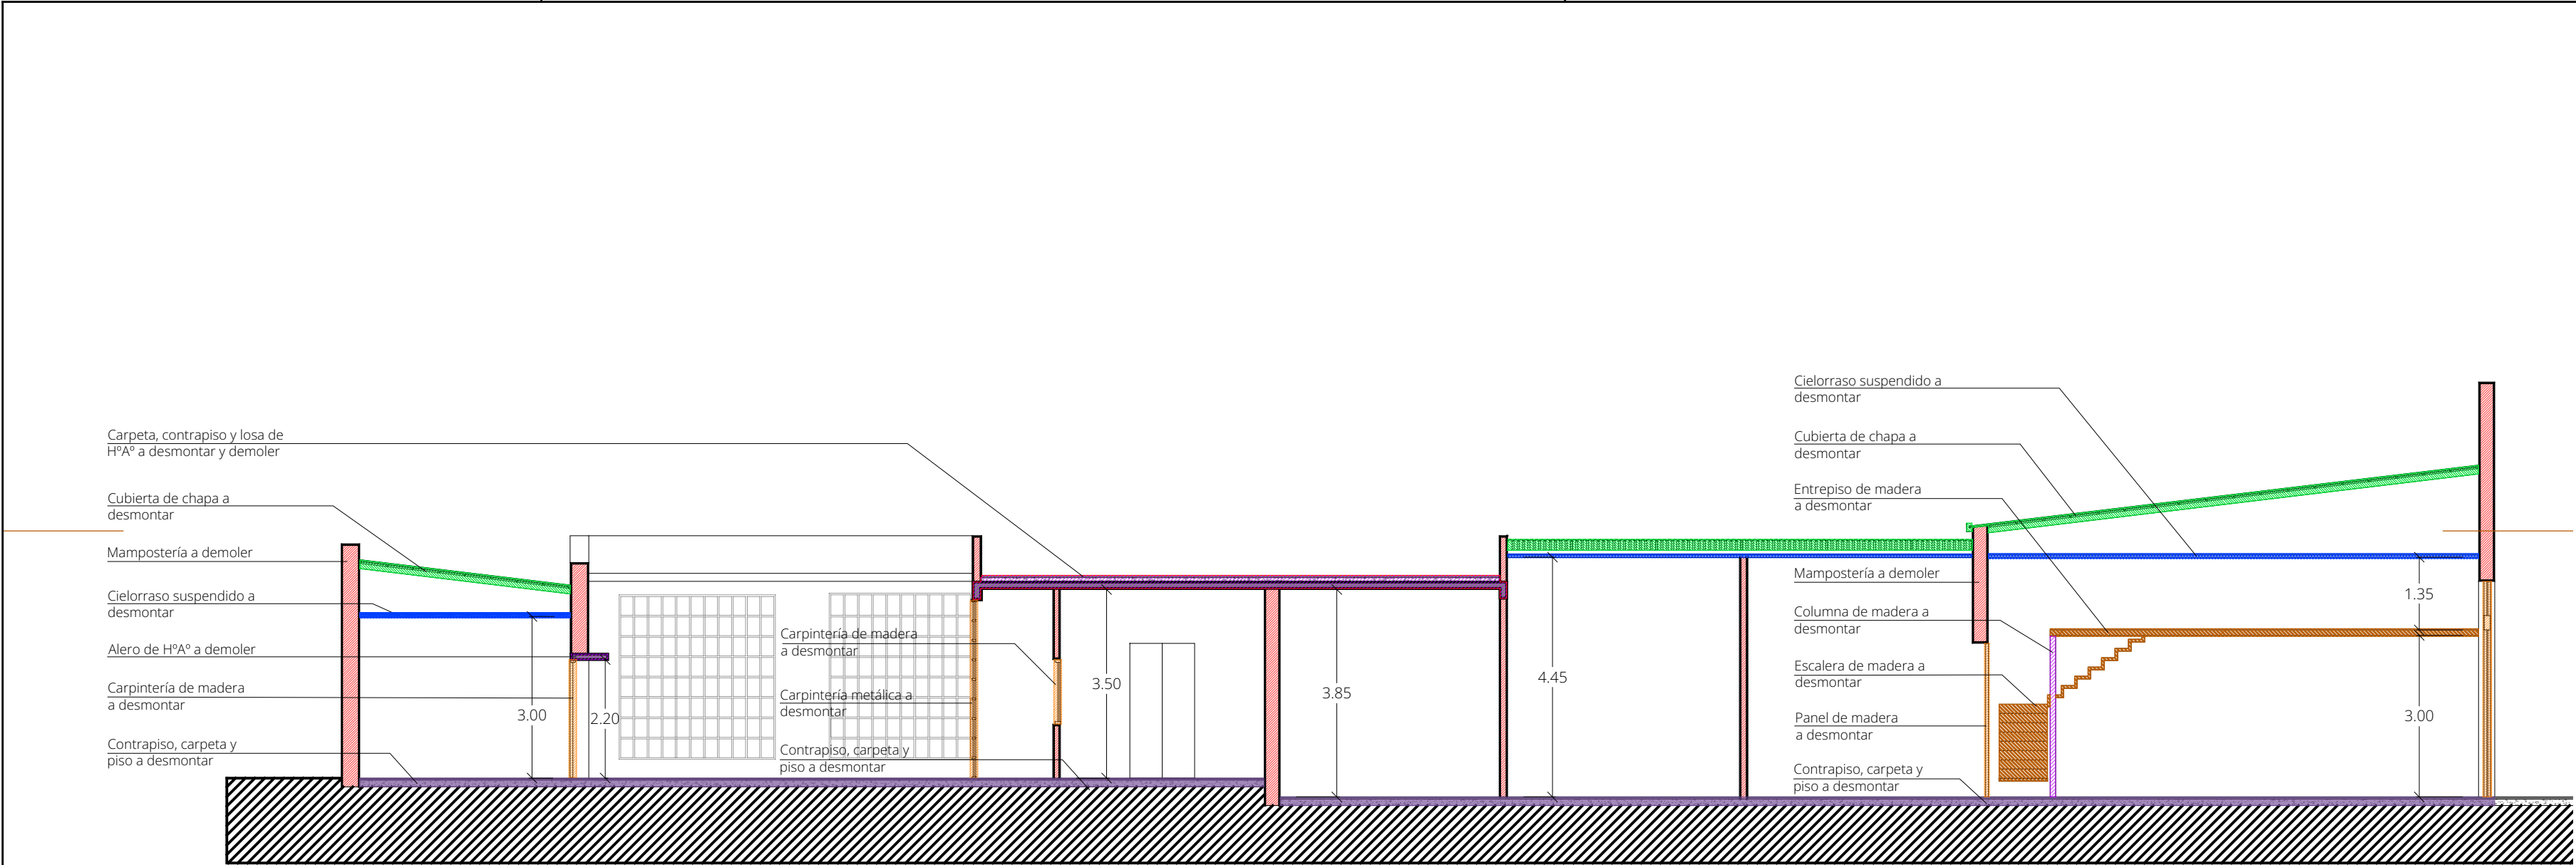 Carpeta, contrapiso y losa de
HºAº a desmontar y demoler
Cubierta de chapa a
desmontar
Mampostería a demoler
Cielorraso suspendido a
desmontar
Alero de HºAº a demoler
Carpintería de madera
a desmontar
Contrapiso, carpeta y
piso a desmontar
3.00
2.20
Carpintería de madera
a desmontar
Carpintería metálica a
desmontar
Contrapiso, carpeta y
piso a desmontar
3.50
3.85
4.45
Cielorraso suspendido a
desmontar
Cubierta de chapa a
desmontar
Entrepiso de madera
a desmontar
Mampostería a demoler
Columna de madera a
desmontar
Escalera de madera a
desmontar
Panel de madera
a desmontar
Contrapiso, carpeta y
piso a desmontar
1.35
3.00